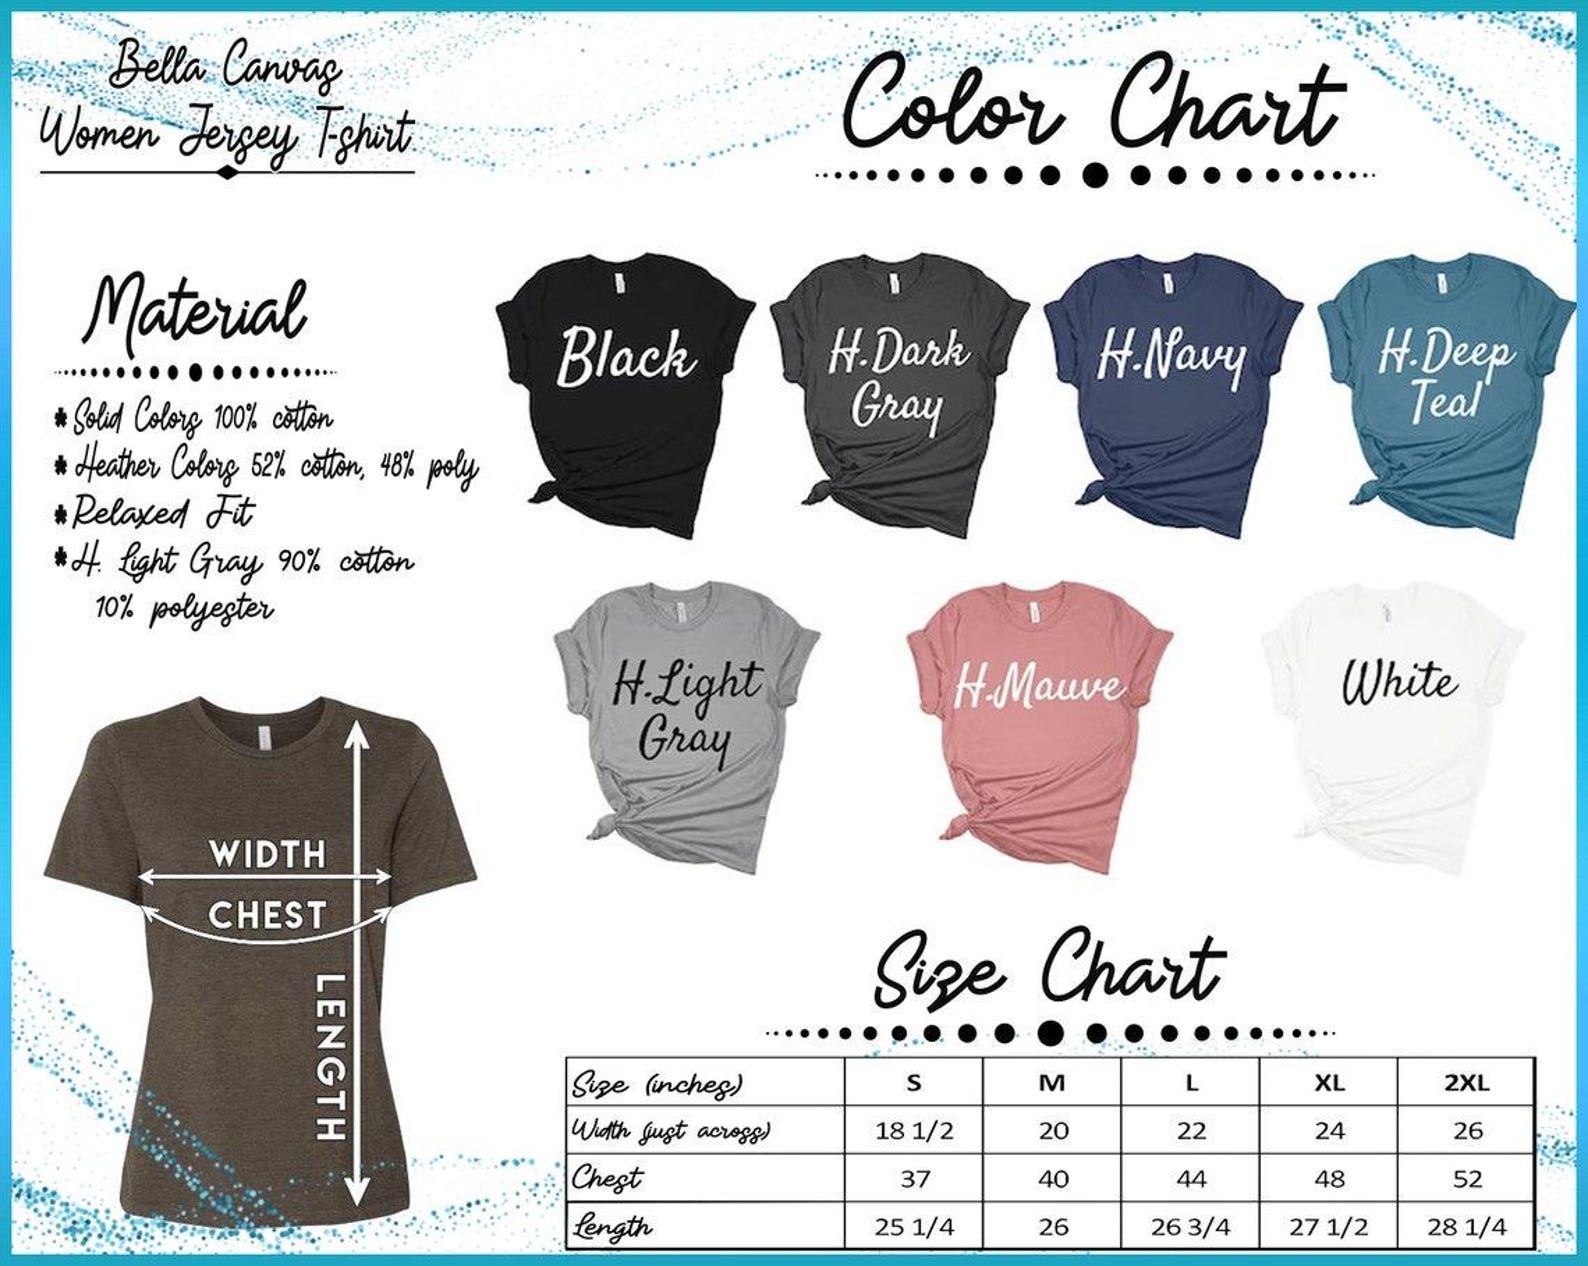 Bella Canvas
Women Jersey T-shirt
Color Chart
Material
* Solid Colors 100% cotton
* Heather Colors 52% cotton, 48% poly
* Relaxed Fit
* H. Light Gray 90% cotton
10% polyester
Black
H.Dark
Gray
H.Navy
H.Deep
Teal
H.Light
Gray
H.Mauve
White
WIDTH
CHEST
LENGTH
Size Chart
Size (inches) S M L XL 2XL
Width (just across) 18 1/2 20 22 24 26
Chest 37 40 44 48 52
Length 25 1/4 26 26 3/4 27 1/2 28 1/4